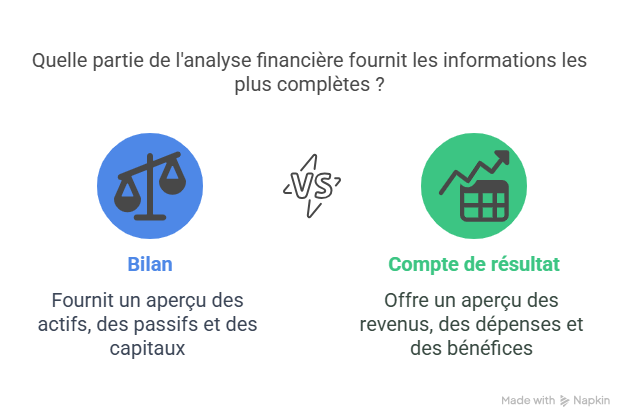 Quelle partie de l'analyse financière fournit les informations les
plus complètes ?
VS
Bilan
Fournit un aperçu des
actifs, des passifs et des
capitaux
Compte de résultat
Offre un aperçu des
revenus, des dépenses et
des bénéfices
Made with Napkin